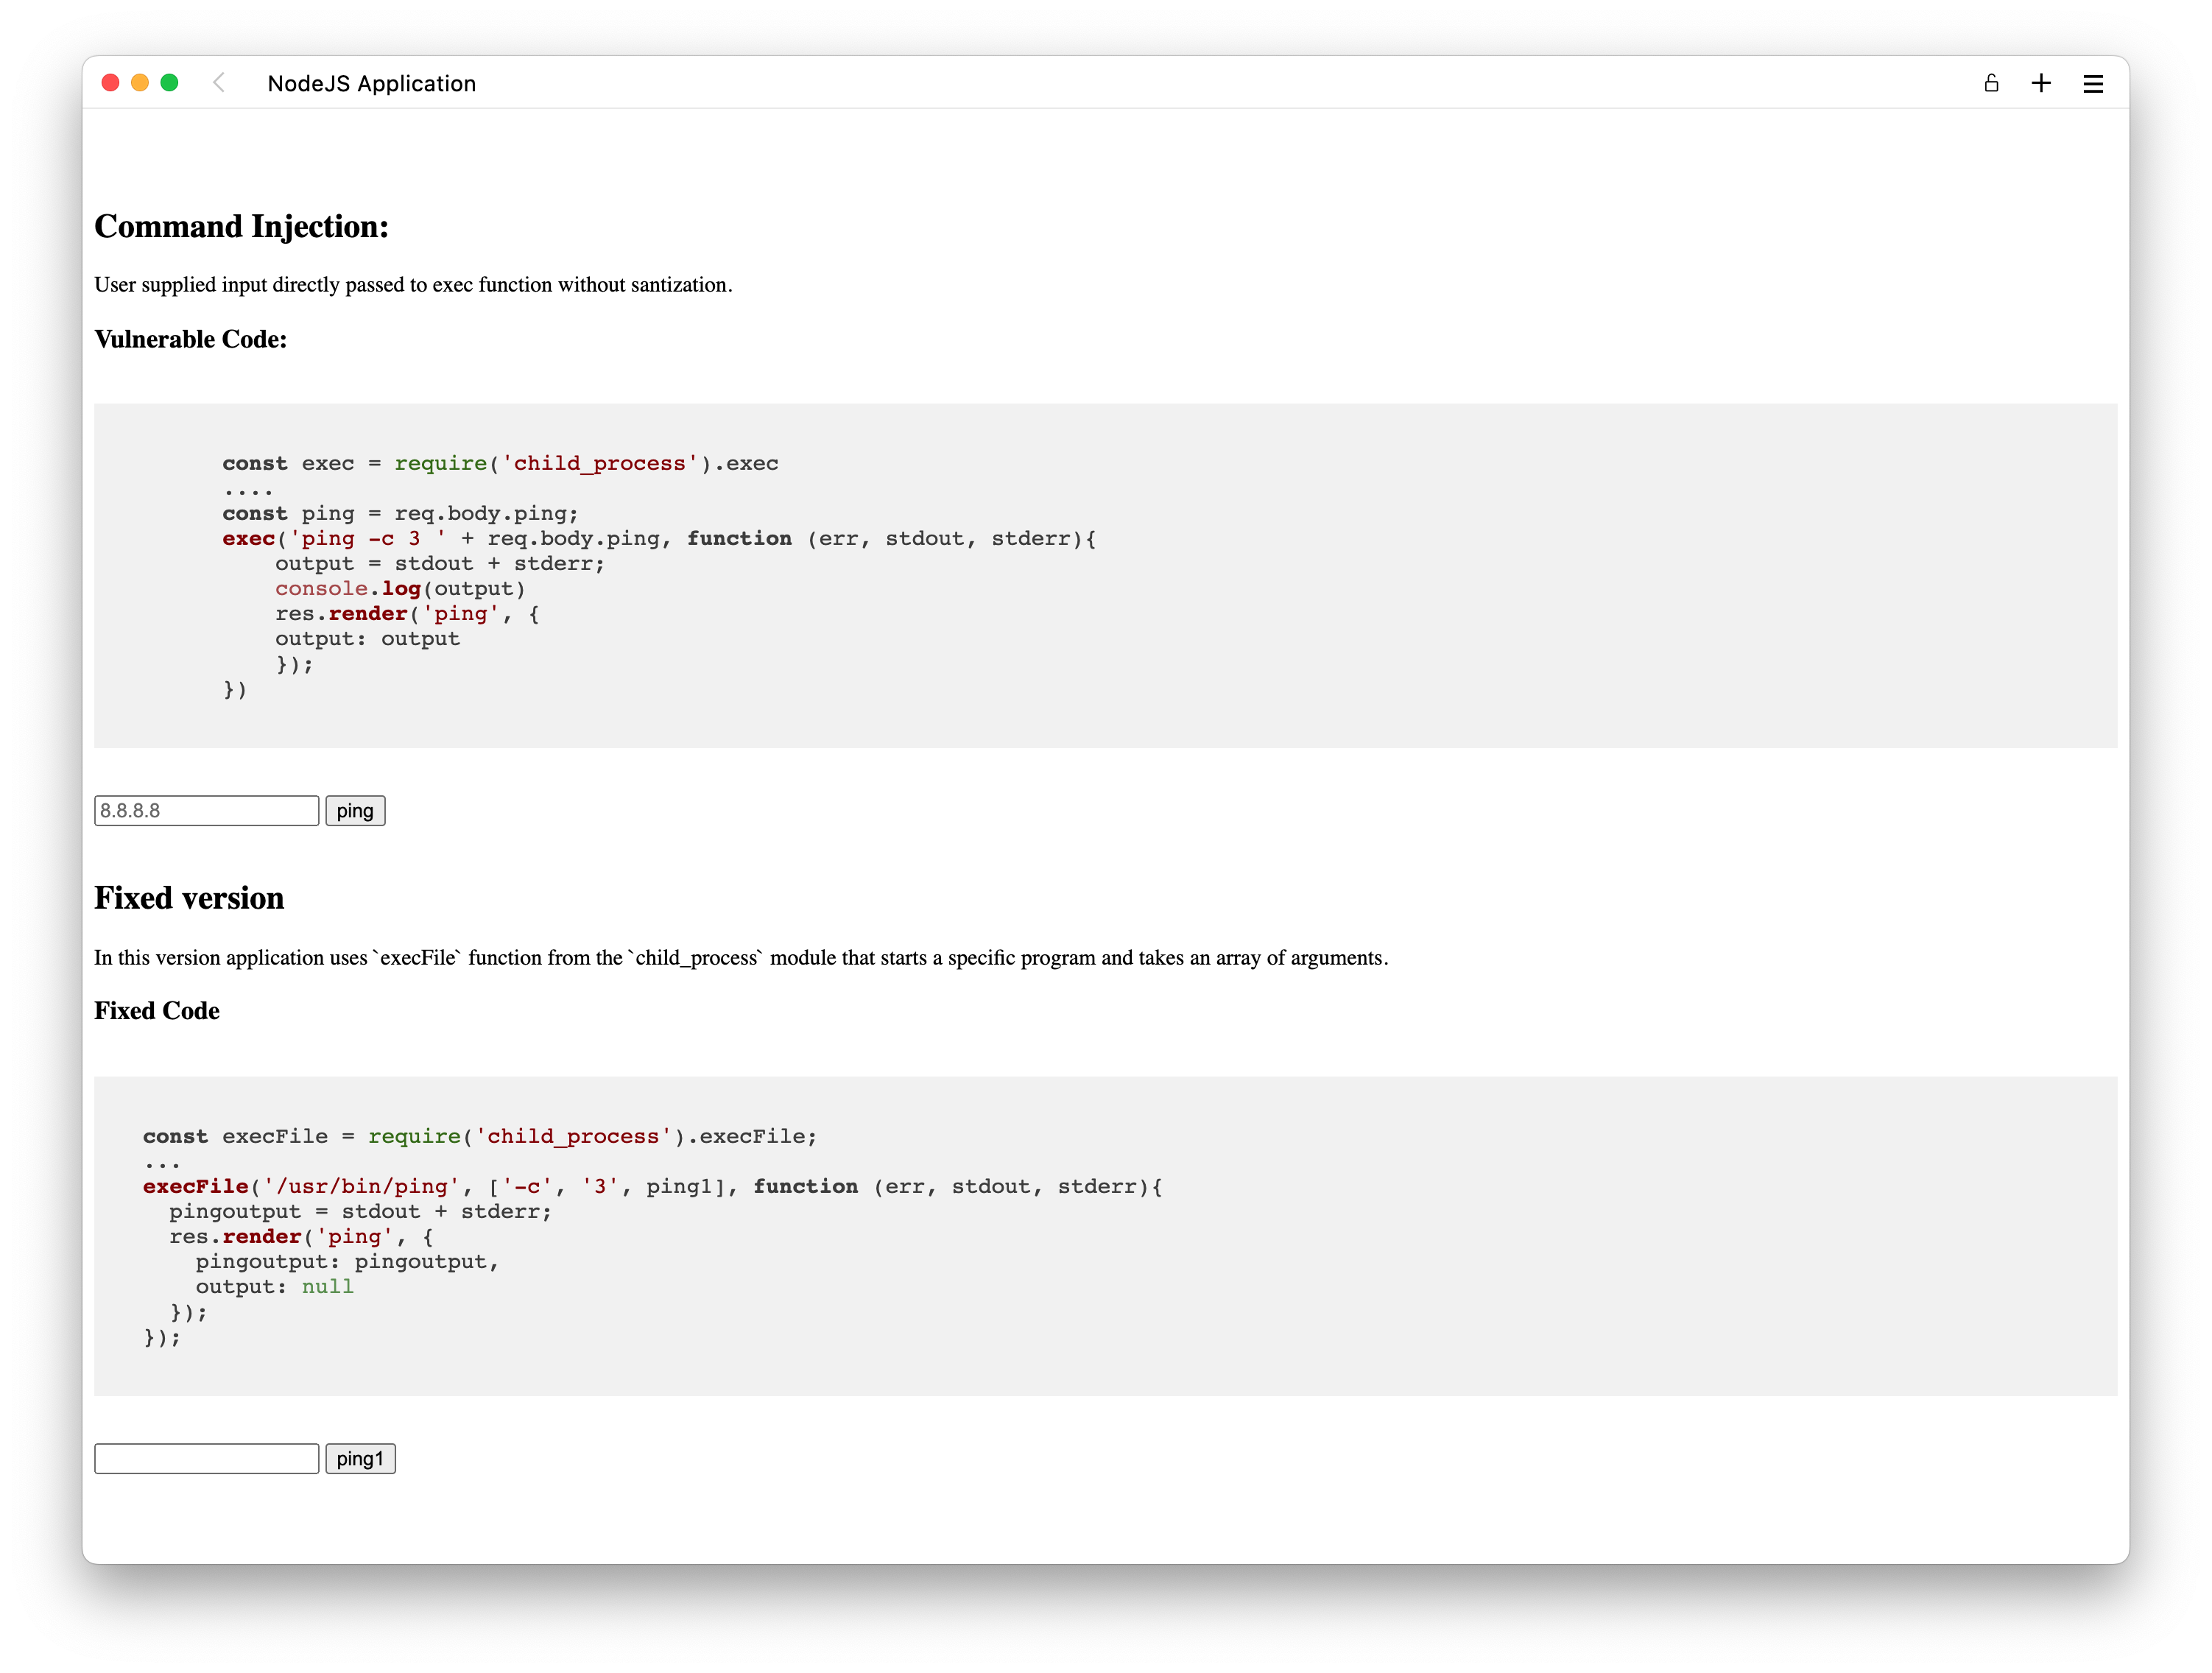 NodeJS Application
Command Injection:
User supplied input directly passed to exec function without santization.
Vulnerable Code:
const exec = require('child_process').exec
....
const ping = req.body.ping;
exec('ping -c 3 ' + req.body.ping, function (err, stdout, stderr){
    output = stdout + stderr;
    console.log(output)
    res.render('ping', {
    output: output
    });
})
8.8.8.8 ping
Fixed version
In this version application uses `execFile` function from the `child_process` module that starts a specific program and takes an array of arguments.
Fixed Code
const execFile = require('child_process').execFile;
...
execFile('/usr/bin/ping', ['-c', '3', ping1], function (err, stdout, stderr){
  pingoutput = stdout + stderr;
  res.render('ping', {
    pingoutput: pingoutput,
    output: null
  });
});
ping1